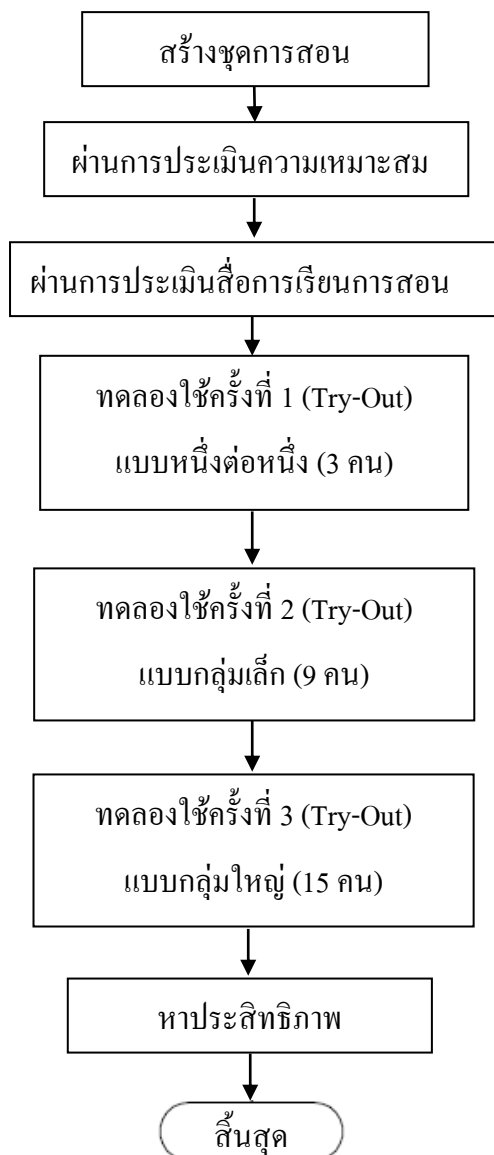 สร้างชุดการสอน
ผ่านการประเมินความเหมาะสม
ผ่านการประเมินสื่อการเรียนการสอน
ทดลองใช้ครั้งที่ 1 (Try-Out)
แบบหนึ่งต่อหนึ่ง (3 คน)
ทดลองใช้ครั้งที่ 2 (Try-Out)
แบบกลุ่มเล็ก (9 คน)
ทดลองใช้ครั้งที่ 3 (Try-Out)
แบบกลุ่มใหญ่ (15 คน)
หาประสิทธิภาพ
สิ้นสุด